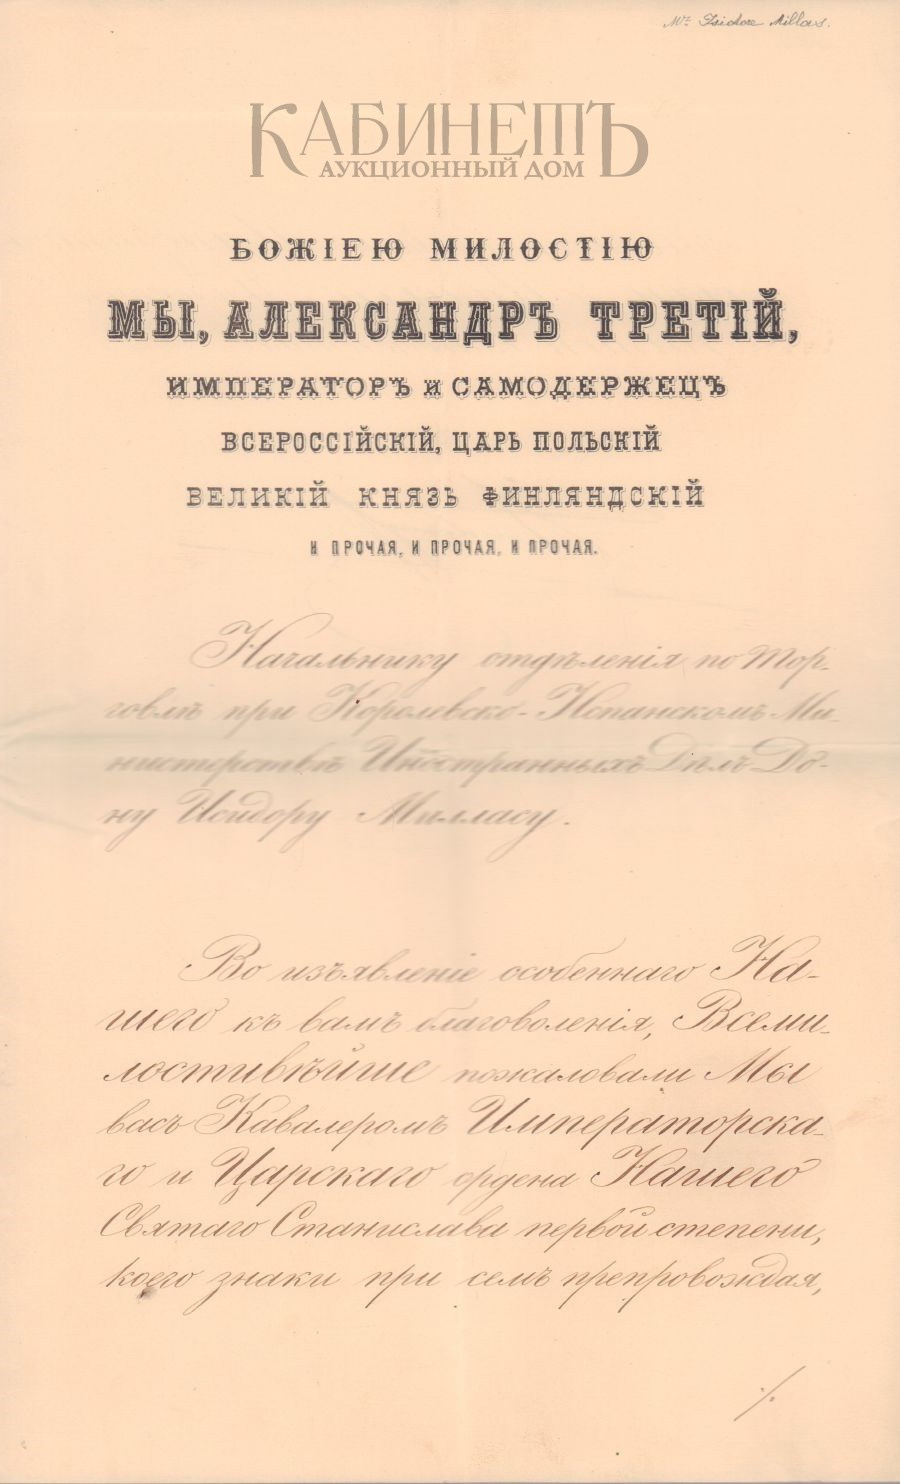 Mr. Isidore Millas.
КАБИНЕТЪ
АУКЦИОННЫЙ ДОМ
БОЖІЕЮ МИЛОСТІЮ
МЫ, АЛЕКСАНДРЪ ТРЕТІЙ,
ИМПЕРАТОРЪ и САМОДЕРЖЕЦЪ
ВСЕРОССІЙСКІЙ, ЦАРЬ ПОЛЬСКІЙ
ВЕЛИКІЙ КНЯЗЬ ФИНЛЯНДСКІЙ
И ПРОЧАЯ, И ПРОЧАЯ, И ПРОЧАЯ.
Начальнику отдѣленія по Тор-
говлѣ при Королевско-Испанскомъ Ми-
нистерствѣ Иностранныхъ Дѣлъ До-
ну Исидору Милласу.
Во изъявленіе особеннаго На-
шего къ вамъ благоволенія, Всеми-
лостивѣйше пожаловали Мы
васъ Кавалеромъ Императорска-
го и Царскаго ордена Нашего
Святаго Станислава первой степени,
коего знаки при семъ препровождая,
./.